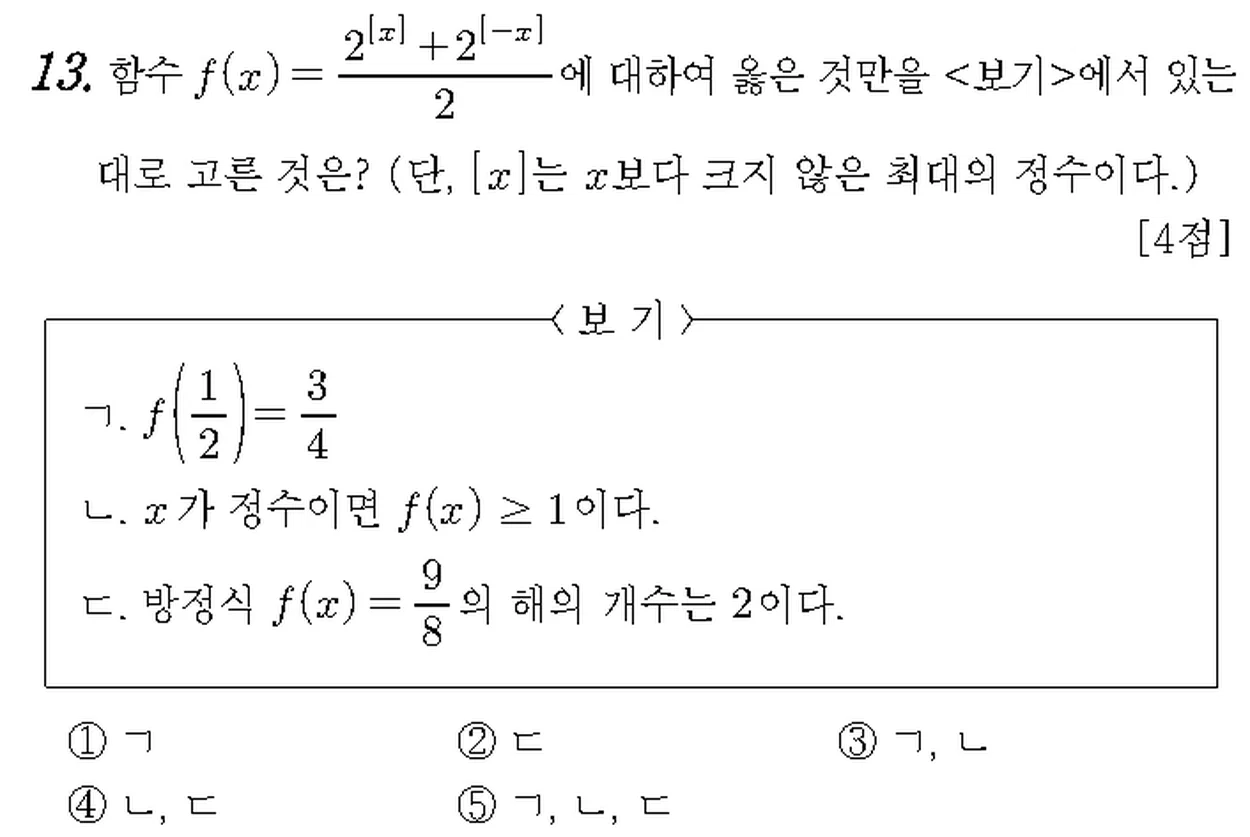 13. 함수 f(x) = \frac{2^{[x]} + 2^{[-x]}}{2} 에 대하여 옳은 것만을 <보기>에서 있는
대로 고른 것은? (단, [x]는 x보다 크지 않은 최대의 정수이다.)
[4점]
<보 기>
ㄱ. f(\frac{1}{2}) = \frac{3}{4}
ㄴ. x가 정수이면 f(x) ≥ 1이다.
ㄷ. 방정식 f(x) = \frac{9}{8}의 해의 개수는 2이다.
① ㄱ ② ㄷ ③ ㄱ, ㄴ
④ ㄴ, ㄷ ⑤ ㄱ, ㄴ, ㄷ